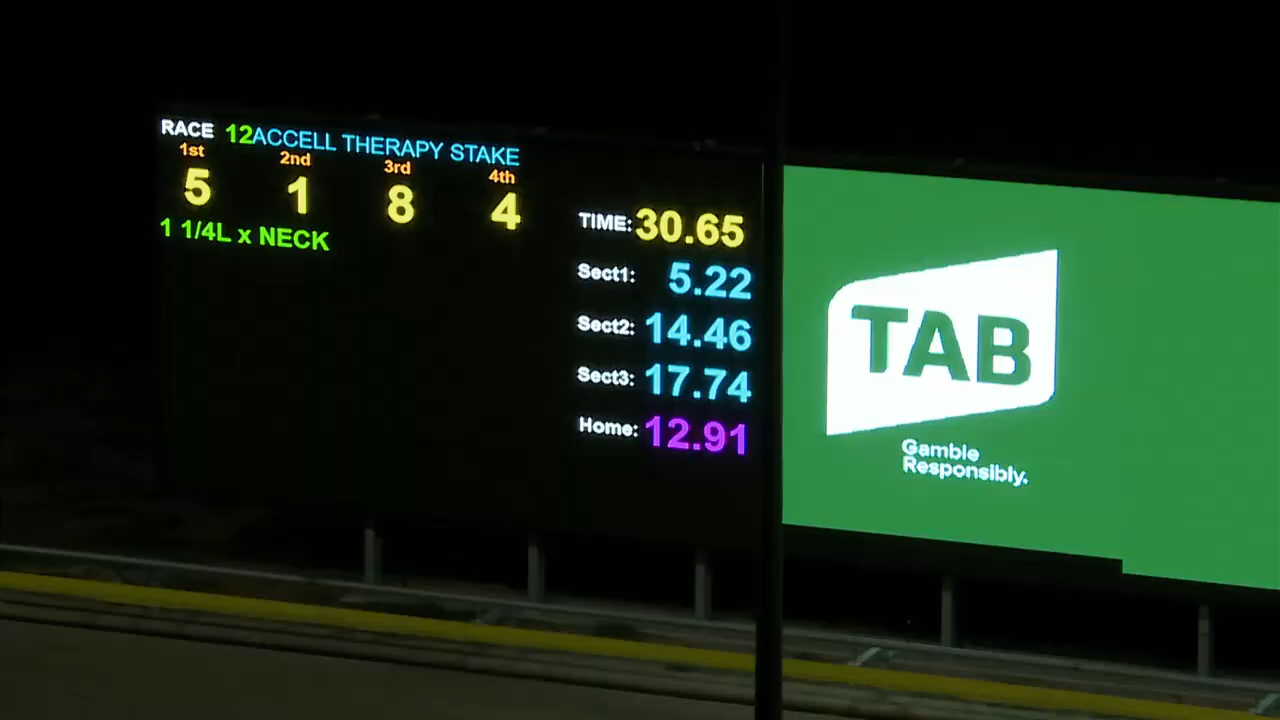 RACE 12ACCELL THERAPY STAKE
1st 2nd 3rd 4th
5 1 8 4
1 1/4L x NECK
TIME: 30.65
Sect1: 5.22
Sect2: 14.46
Sect3: 17.74
Home: 12.91
TAB
Gamble
Responsibly.